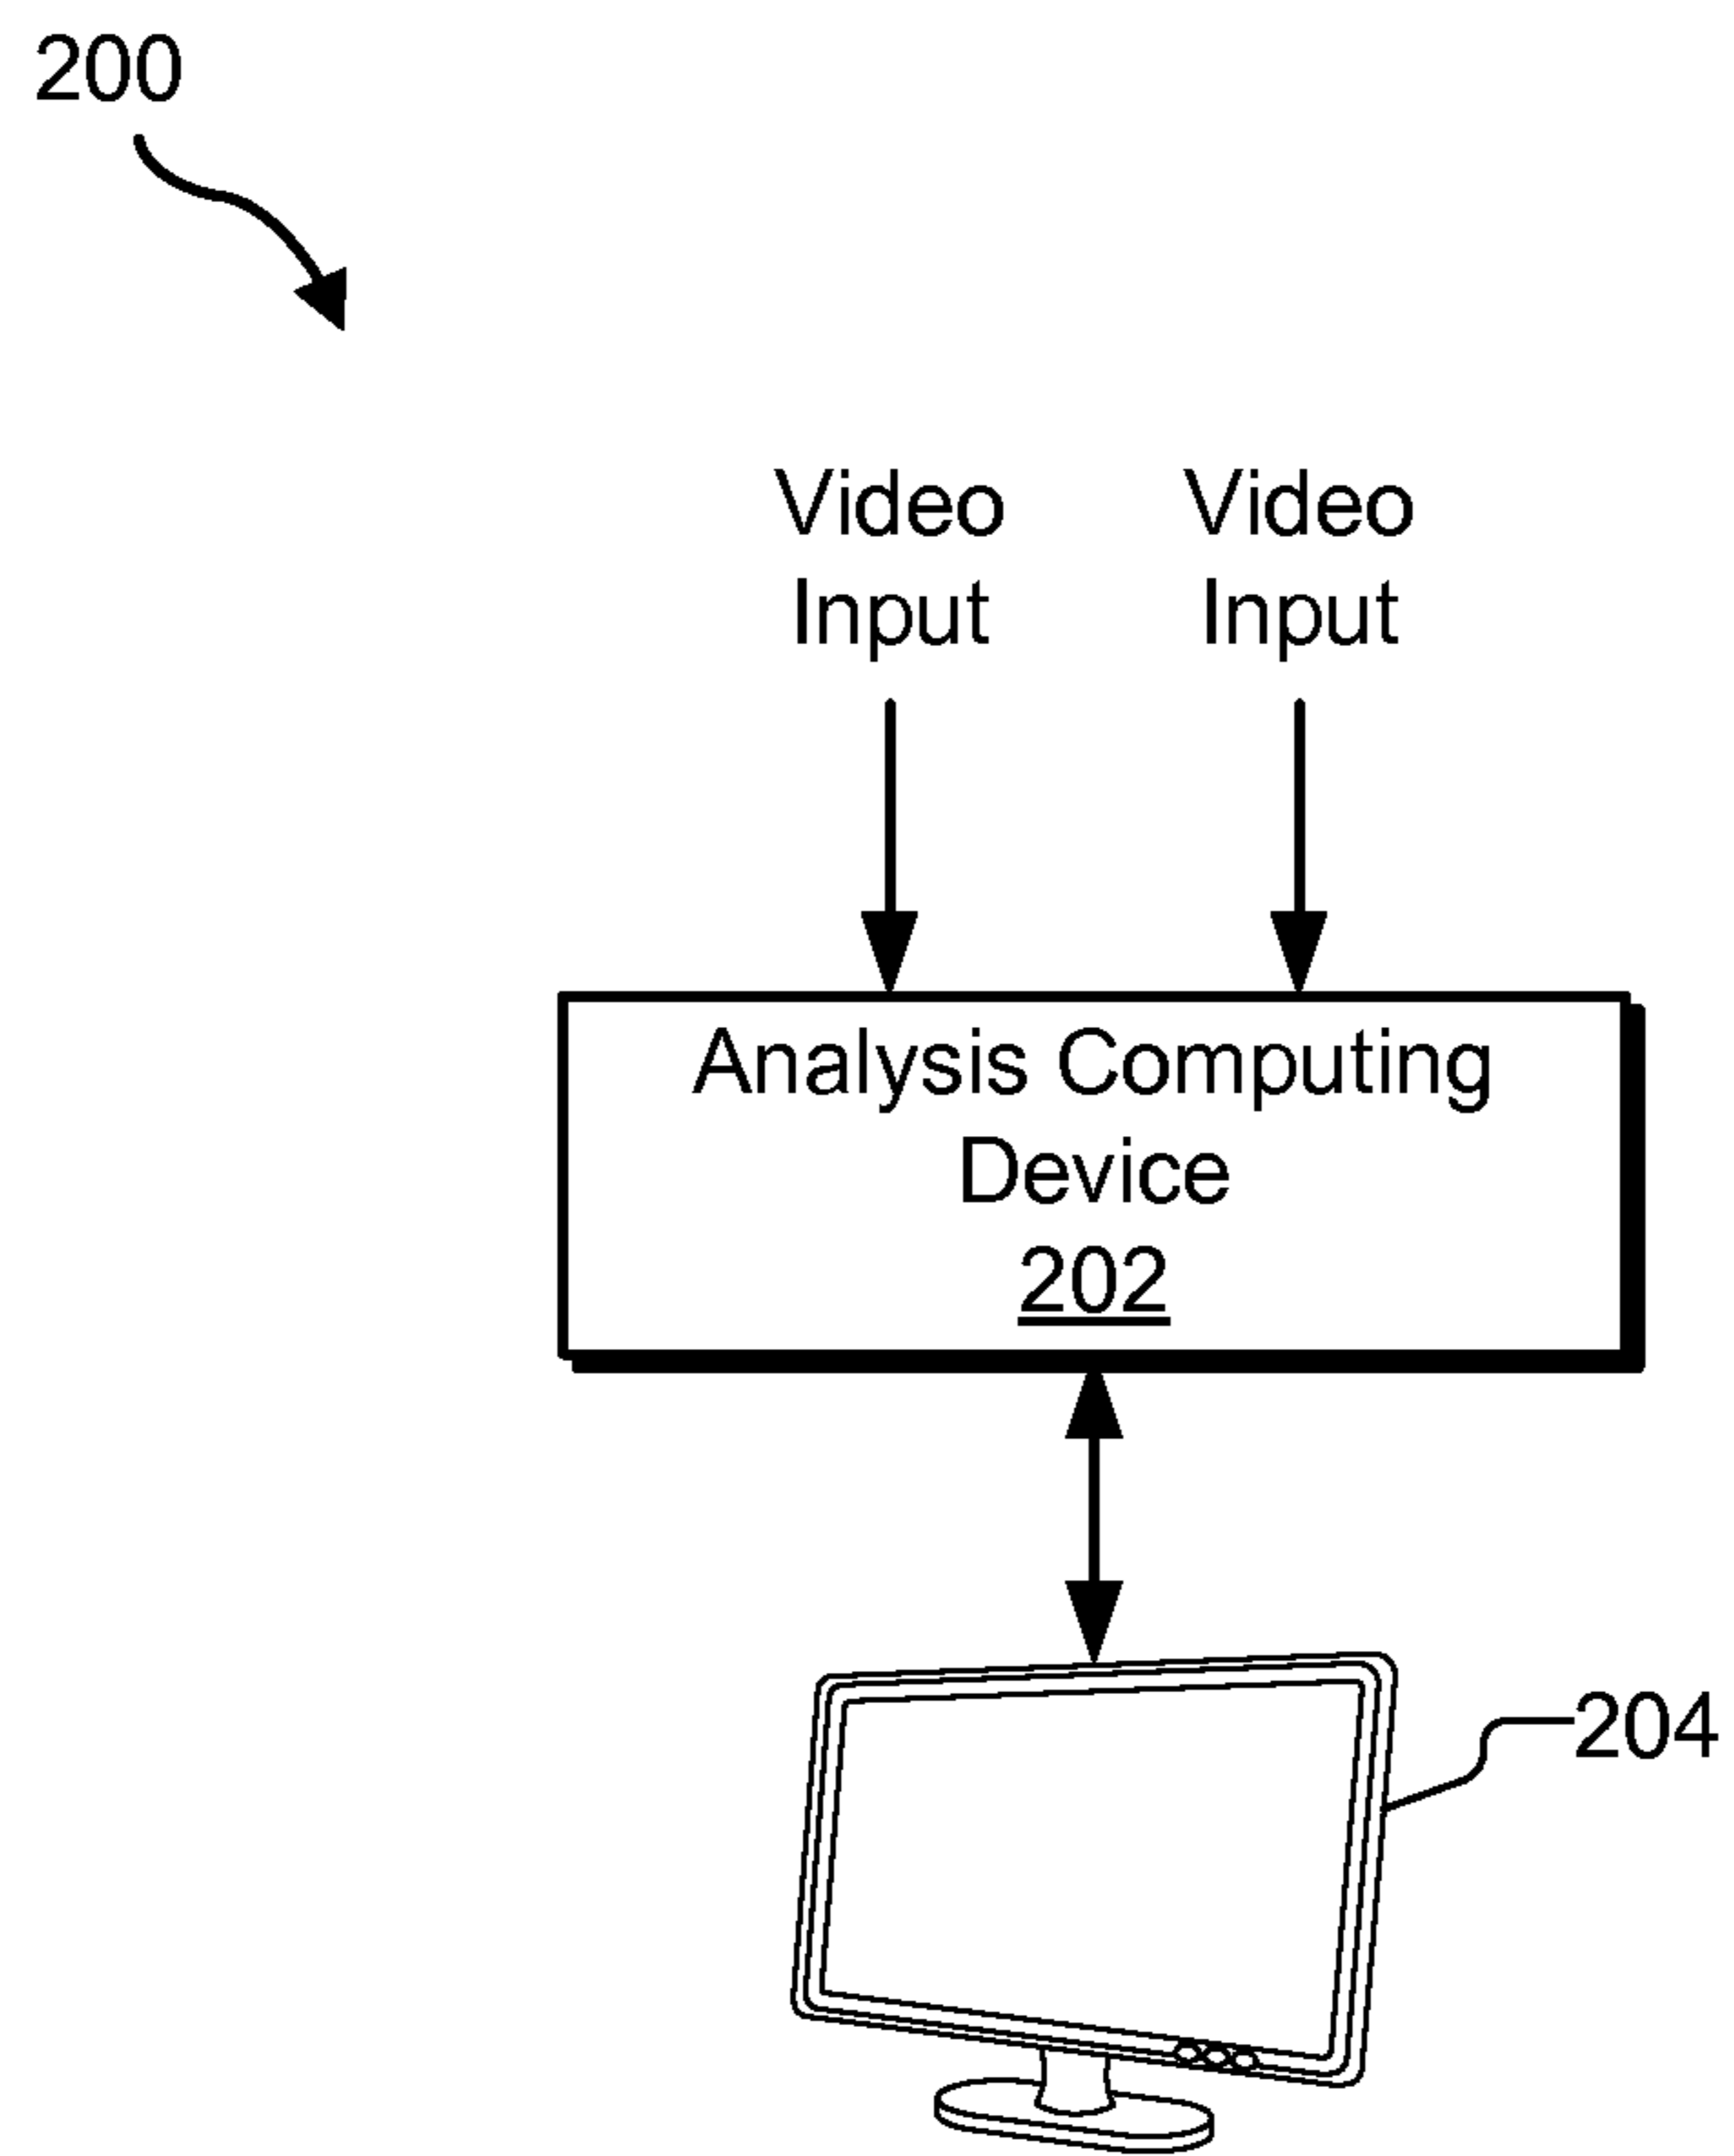 200
Video Video
Input Input
Analysis Computing
Device
202
204